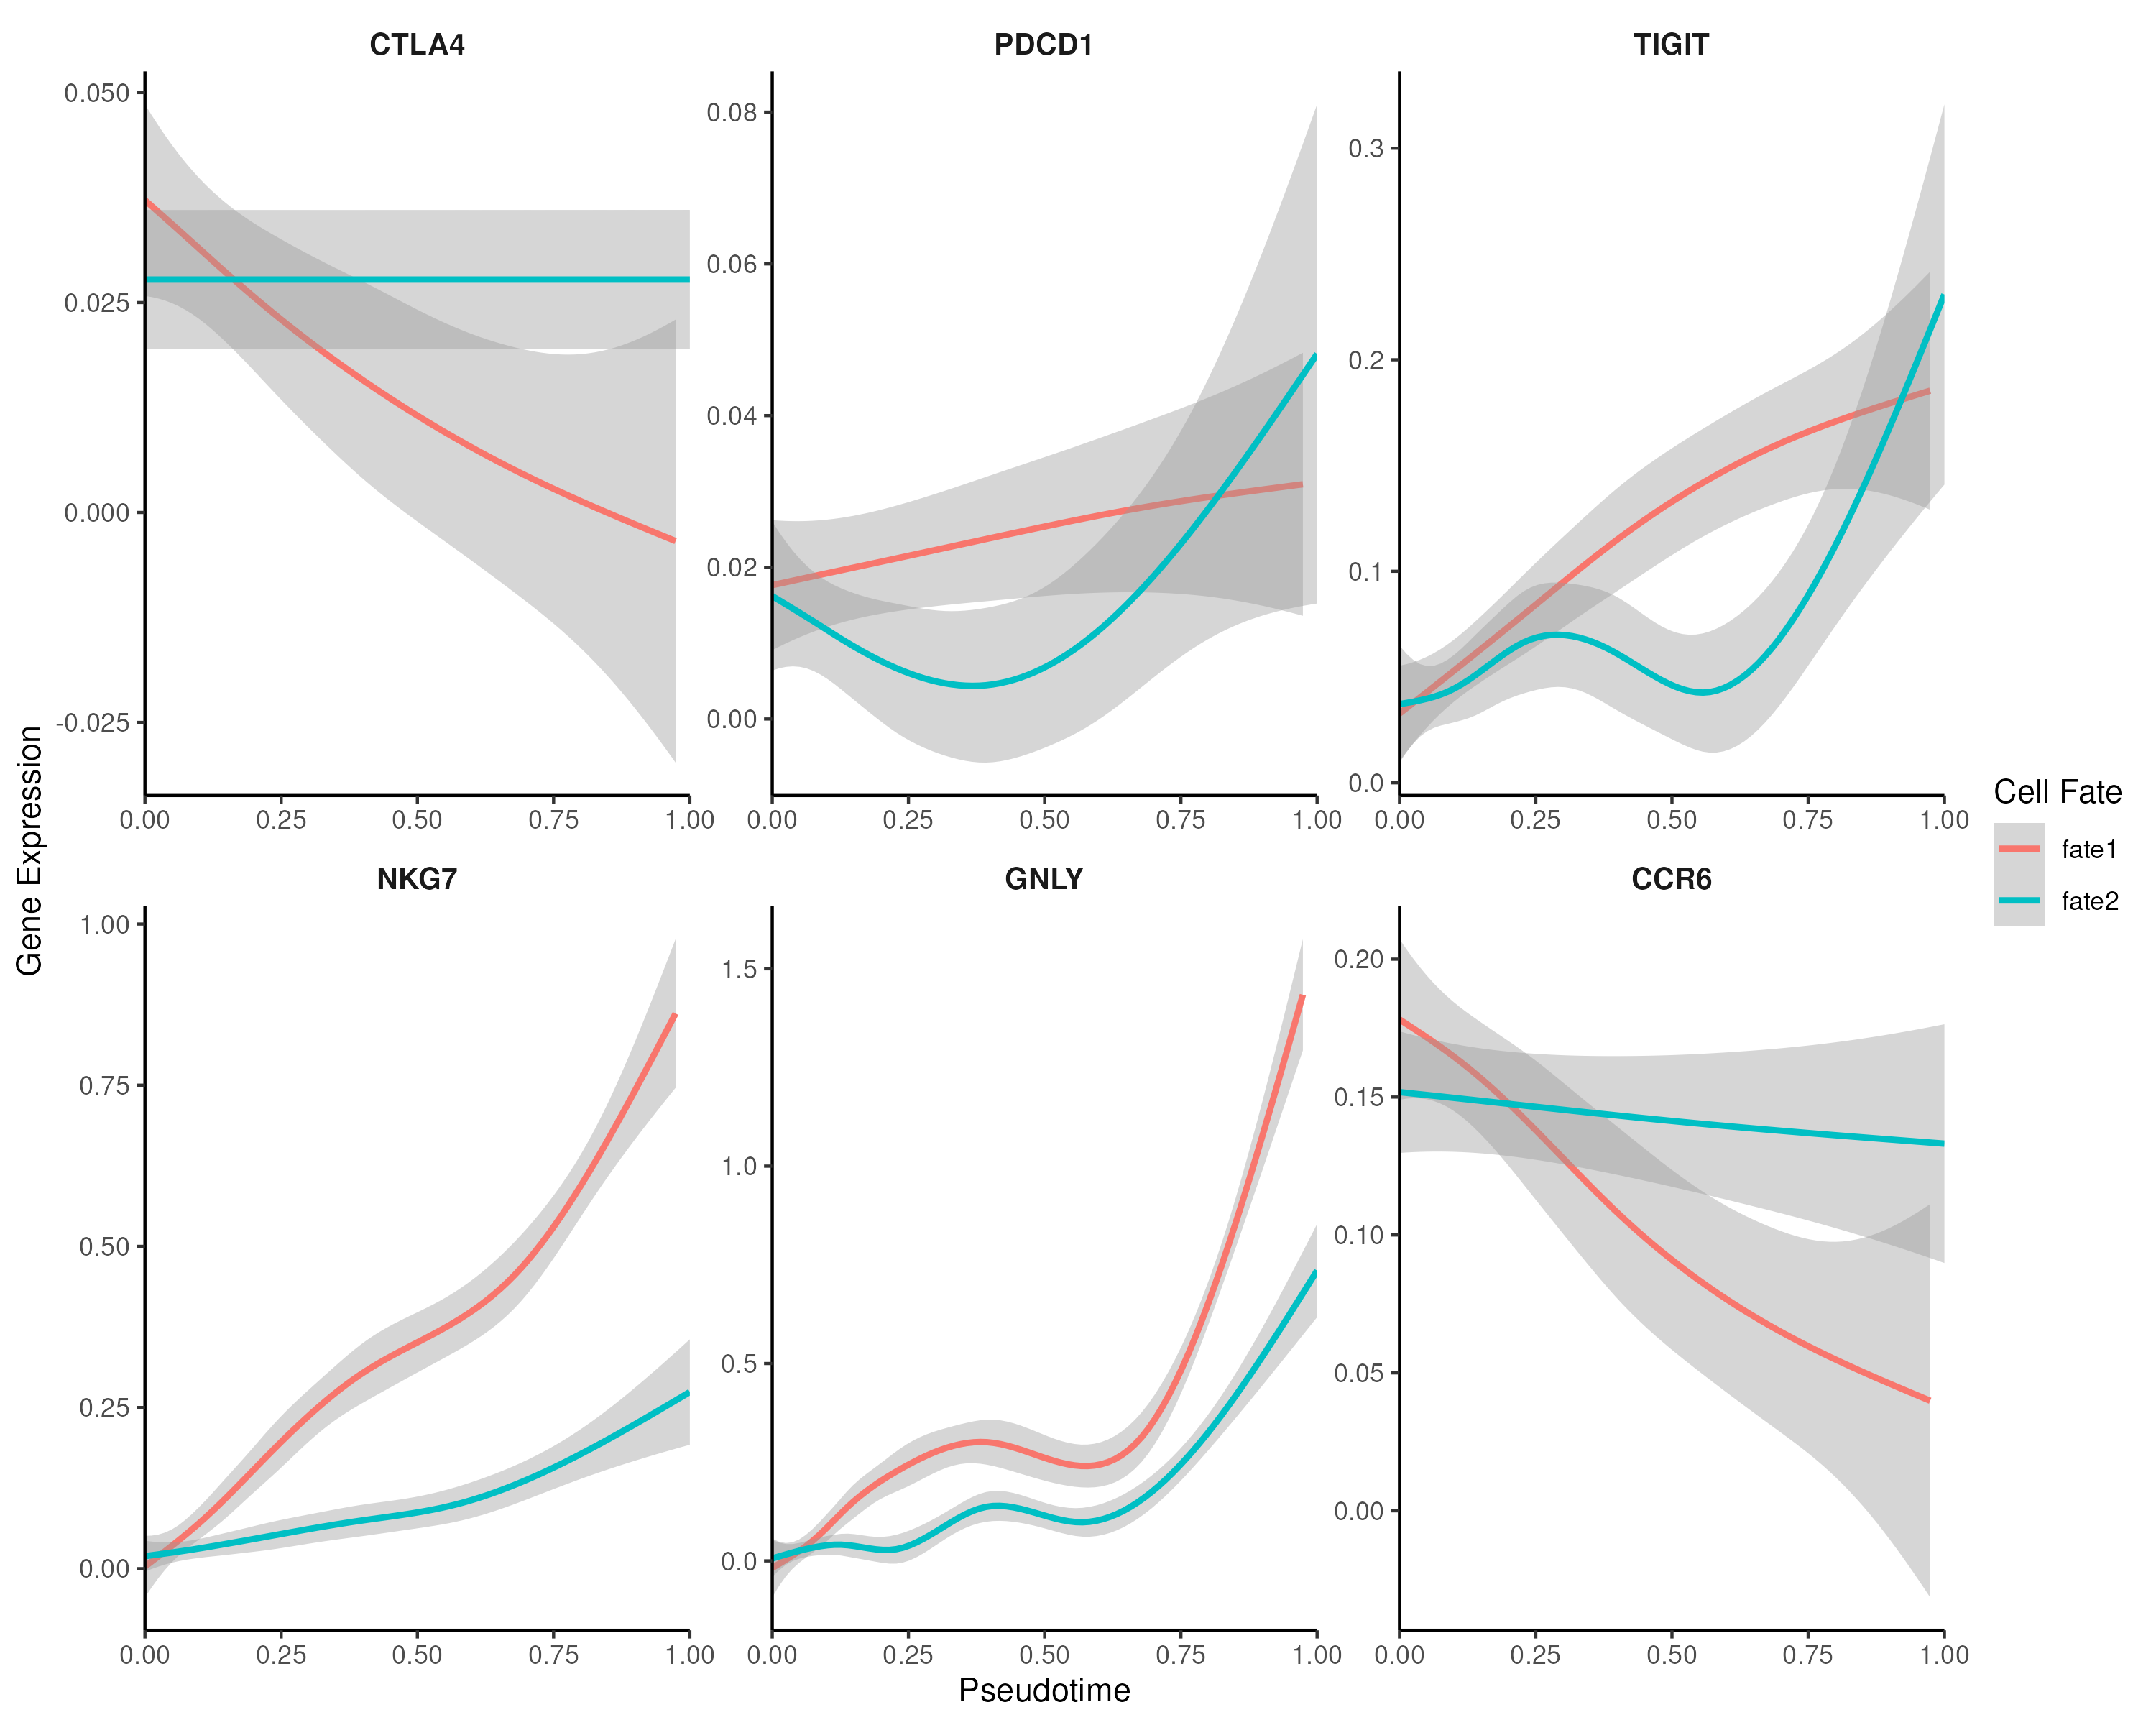 CTLA4
PDCD1
TIGIT
0.050
0.025
0.000
-0.025
0.00 0.25 0.50 0.75 1.00
0.08
0.06
0.04
0.02
0.00
0.00 0.25 0.50 0.75 1.00
0.3
0.2
0.1
0.0
0.00 0.25 0.50 0.75 1.00
Gene Expression
NKG7
GNLY
CCR6
1.00
0.75
0.50
0.25
0.00
0.00 0.25 0.50 0.75 1.00
1.5
1.0
0.5
0.0
0.00 0.25 0.50 0.75 1.00
0.20
0.15
0.10
0.05
0.00
0.00 0.25 0.50 0.75 1.00
Pseudotime
Cell Fate
fate1
fate2